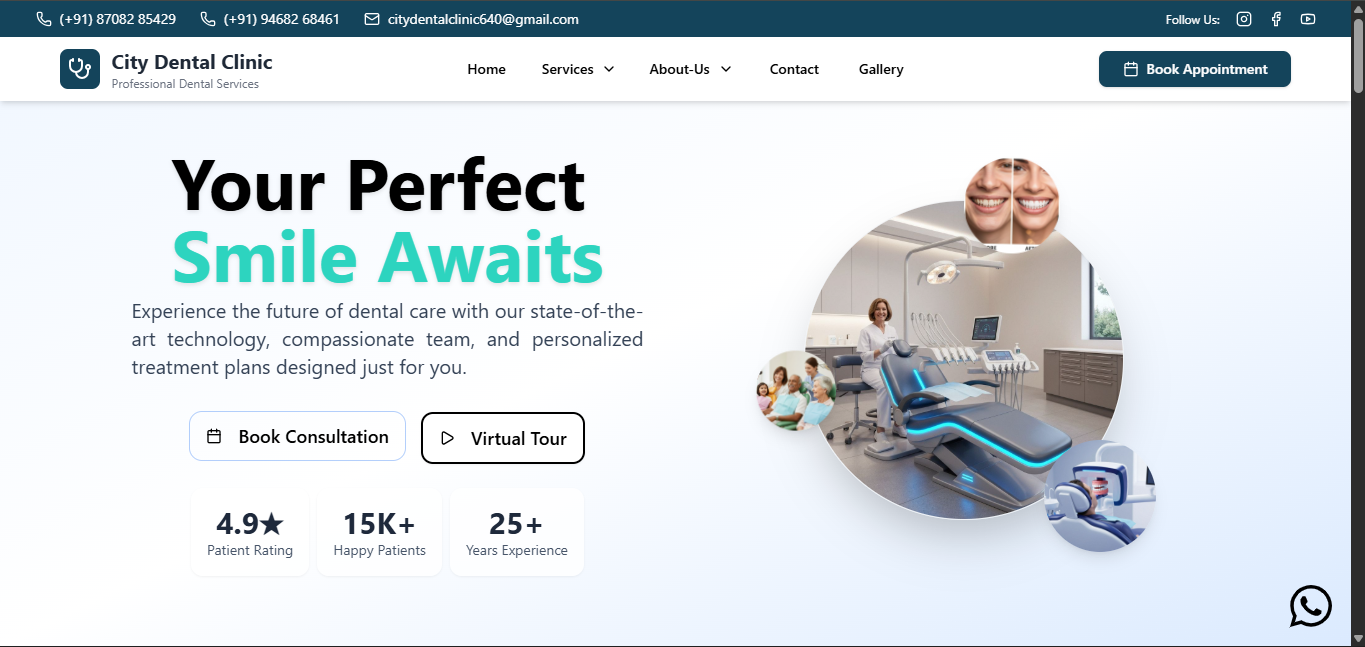 (+91) 87082 85429
(+91) 94682 68461
citydentalclinic640@gmail.com
Follow Us:
City Dental Clinic
Professional Dental Services
Home
Services
About-Us
Contact
Gallery
Book Appointment
Your Perfect
Smile Awaits
Experience the future of dental care with our state-of-the-
art technology, compassionate team, and personalized
treatment plans designed just for you.
Book Consultation
Virtual Tour
4.9★
Patient Rating
15K+
Happy Patients
25+
Years Experience